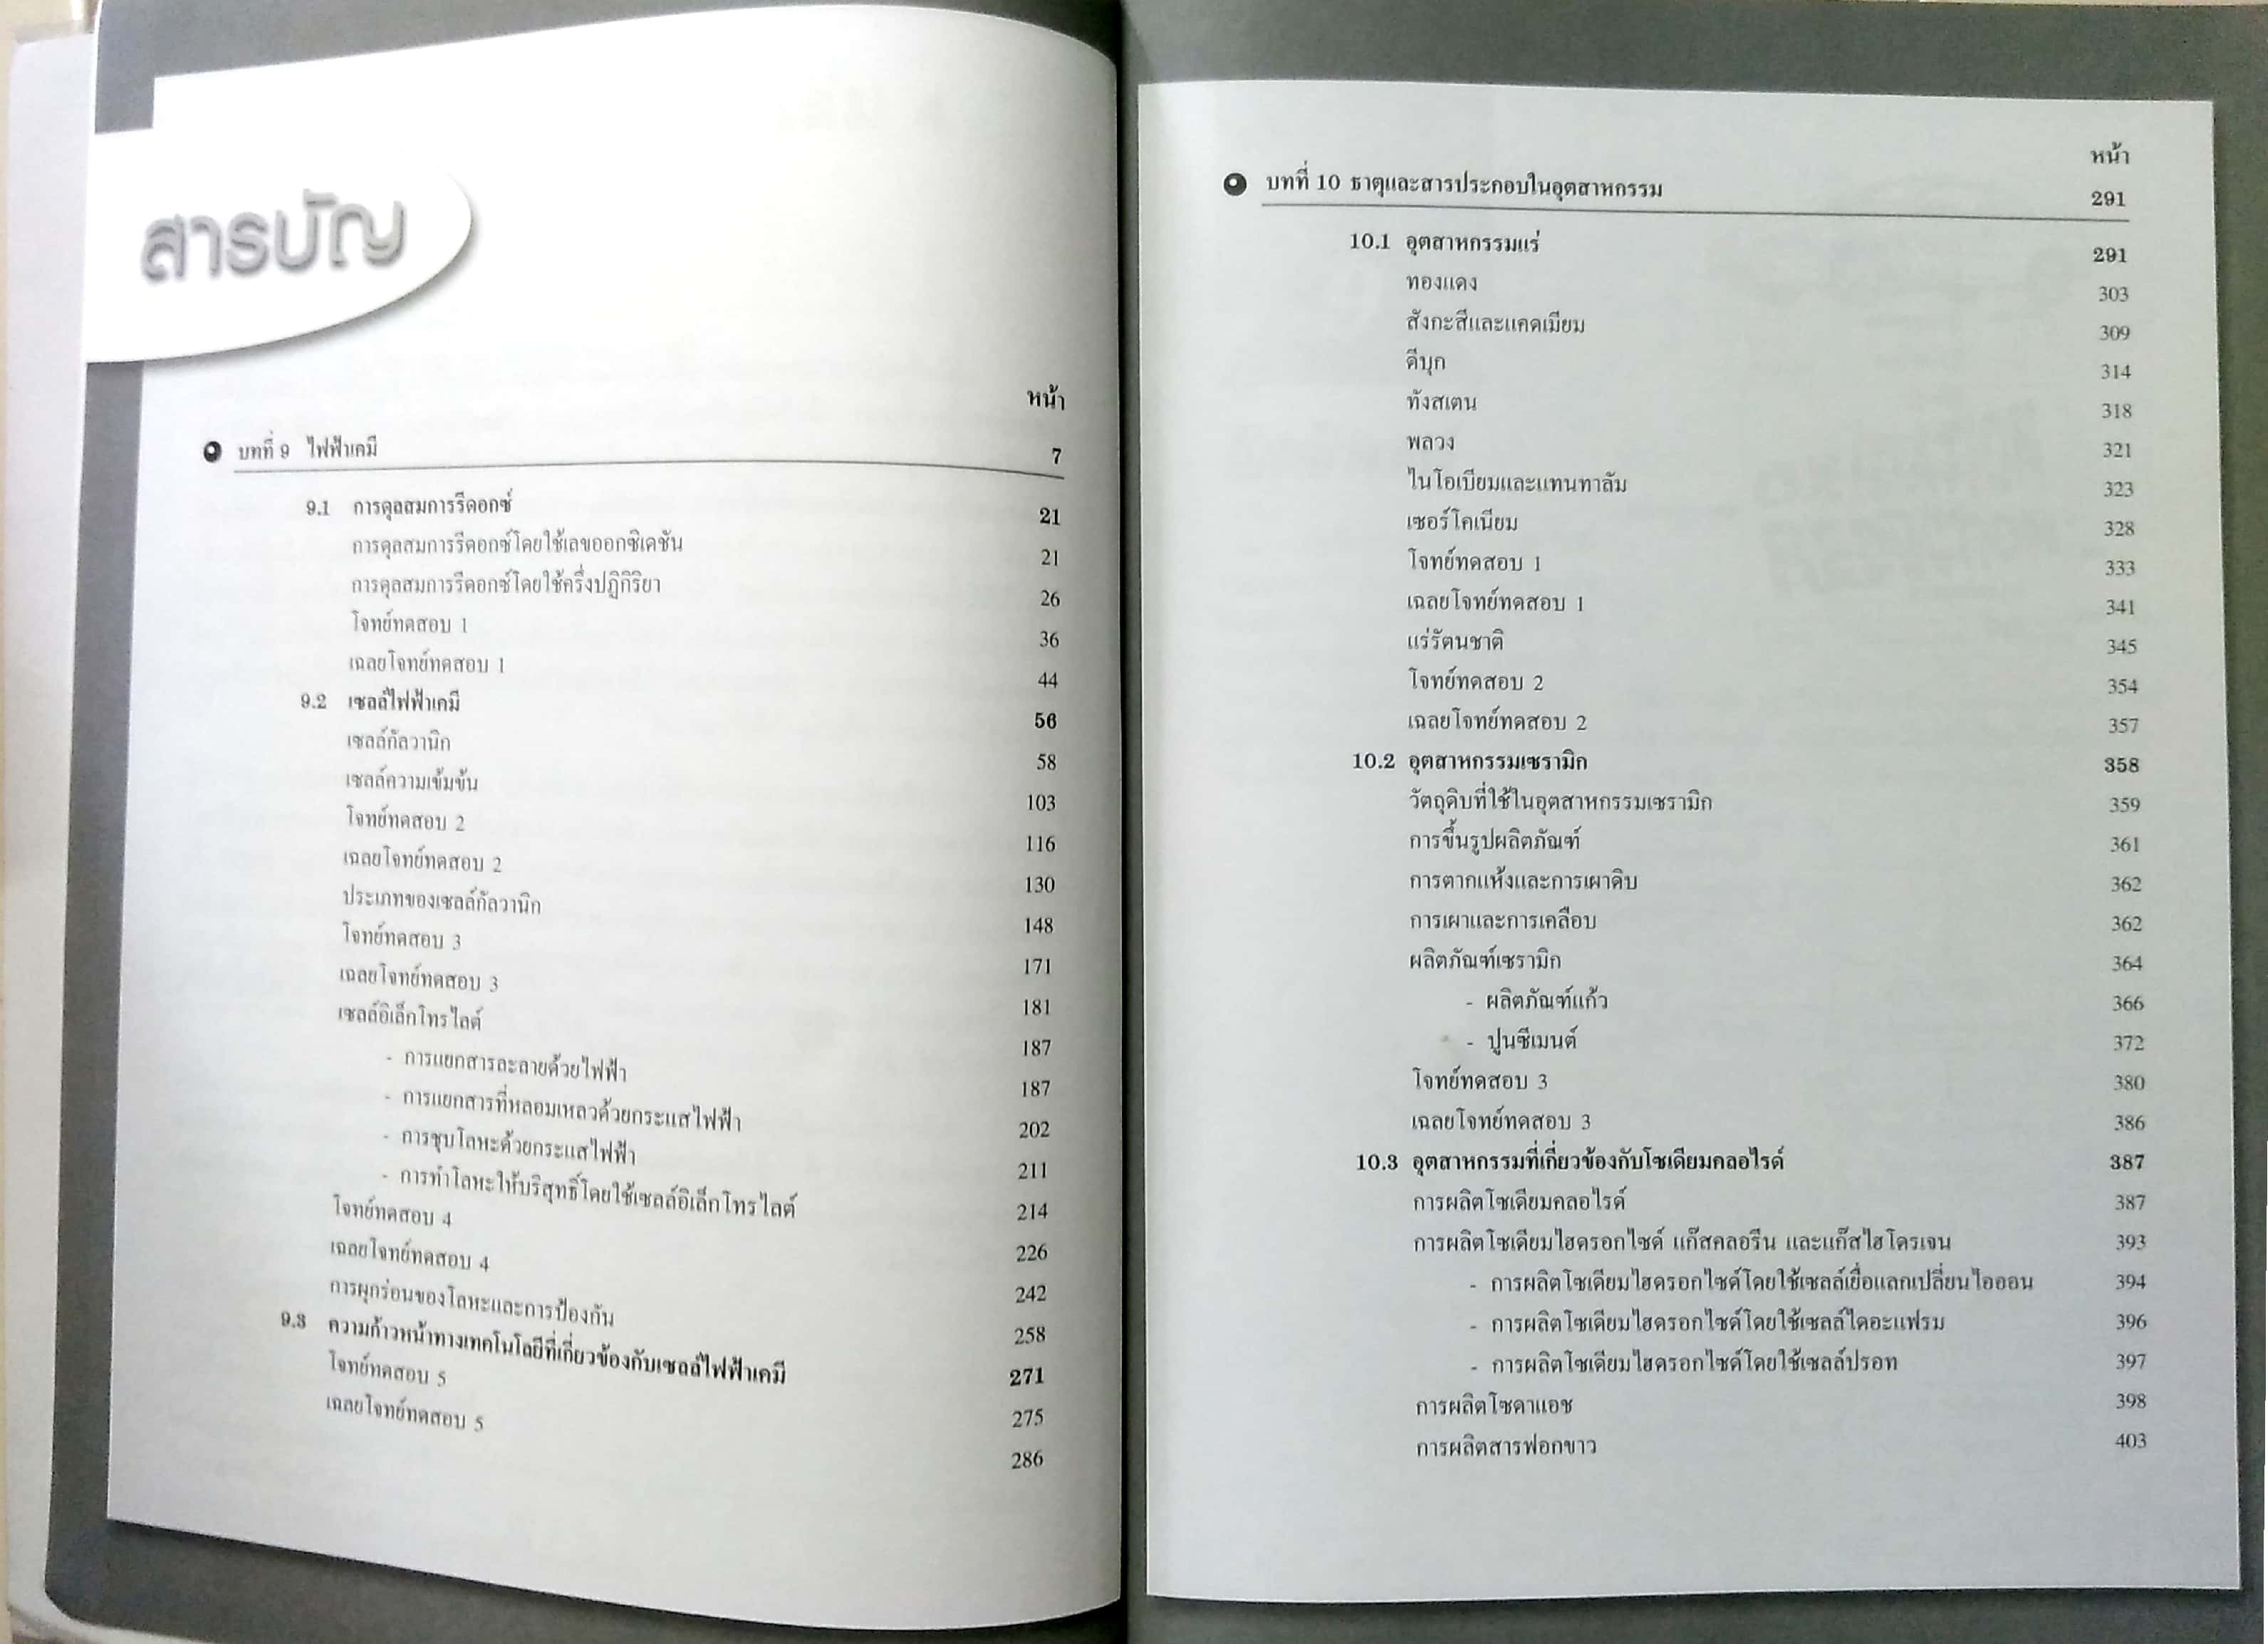 สารบัญ
หน้า
บทที่ 9 ไฟฟ้าเคมี 7
9.1 การดุลสมการรีดอกซ์ 21
การดุลสมการรีดอกซ์โดยใช้เลขออกซิเดชัน 21
การดุลสมการรีดอกซ์โดยใช้ครึ่งปฏิกิริยา 26
โจทย์ทดสอบ 1 36
เฉลยโจทย์ทดสอบ 1 44
9.2 เซลล์ไฟฟ้าเคมี 56
เซลล์กัลวานิก 58
เซลล์ความเข้มข้น 103
โจทย์ทดสอบ 2 116
เฉลยโจทย์ทดสอบ 2 130
ประเภทของเซลล์กัลวานิก 148
โจทย์ทดสอบ 3 171
เฉลยโจทย์ทดสอบ 3 181
เซลล์อิเล็กโทรไลต์ 187
- การแยกสารละลายด้วยไฟฟ้า 187
- การแยกสารที่หลอมเหลวด้วยกระแสไฟฟ้า 202
- การชุบโลหะด้วยกระแสไฟฟ้า 211
- การทำโลหะให้บริสุทธิ์โดยใช้เซลล์อิเล็กโทรไลต์ 214
โจทย์ทดสอบ 4 226
เฉลยโจทย์ทดสอบ 4 242
การผุกร่อนของโลหะและการป้องกัน 258
9.3 ความก้าวหน้าทางเทคโนโลยีที่เกี่ยวข้องกับเซลล์ไฟฟ้าเคมี 271
โจทย์ทดสอบ 5 275
เฉลยโจทย์ทดสอบ 5 286
หน้า
บทที่ 10 ธาตุและสารประกอบในอุตสาหกรรม 291
10.1 อุตสาหกรรมแร่ 291
ทองแดง 303
สังกะสีและแคดเมียม 309
ดีบุก 314
ทังสเตน 318
พลวง 321
ไนโอเบียมและแทนทาลัม 323
เซอร์โคเนียม 328
โจทย์ทดสอบ 1 333
เฉลยโจทย์ทดสอบ 1 341
แร่รัตนชาติ 345
โจทย์ทดสอบ 2 354
เฉลยโจทย์ทดสอบ 2 357
10.2 อุตสาหกรรมเซรามิก 358
วัตถุดิบที่ใช้ในอุตสาหกรรมเซรามิก 359
การขึ้นรูปผลิตภัณฑ์ 361
การตากแห้งและการเผาดิบ 362
การเผาและการเคลือบ 362
ผลิตภัณฑ์เซรามิก 364
- ผลิตภัณฑ์แก้ว 366
- ปูนซีเมนต์ 372
โจทย์ทดสอบ 3 380
เฉลยโจทย์ทดสอบ 3 386
10.3 อุตสาหกรรมที่เกี่ยวข้องกับโซเดียมคลอไรด์ 387
การผลิตโซเดียมคลอไรด์ 387
การผลิตโซเดียมไฮดรอกไซด์ แก๊สคลอรีน และแก๊สไฮโดรเจน 393
- การผลิตโซเดียมไฮดรอกไซด์โดยใช้เซลล์เยื่อแลกเปลี่ยนไอออน 394
- การผลิตโซเดียมไฮดรอกไซด์โดยใช้เซลล์ไดอะแฟรม 396
- การผลิตโซเดียมไฮดรอกไซด์โดยใช้เซลล์ปรอท 397
การผลิตโซดาแอช 398
การผลิตสารฟอกขาว 403